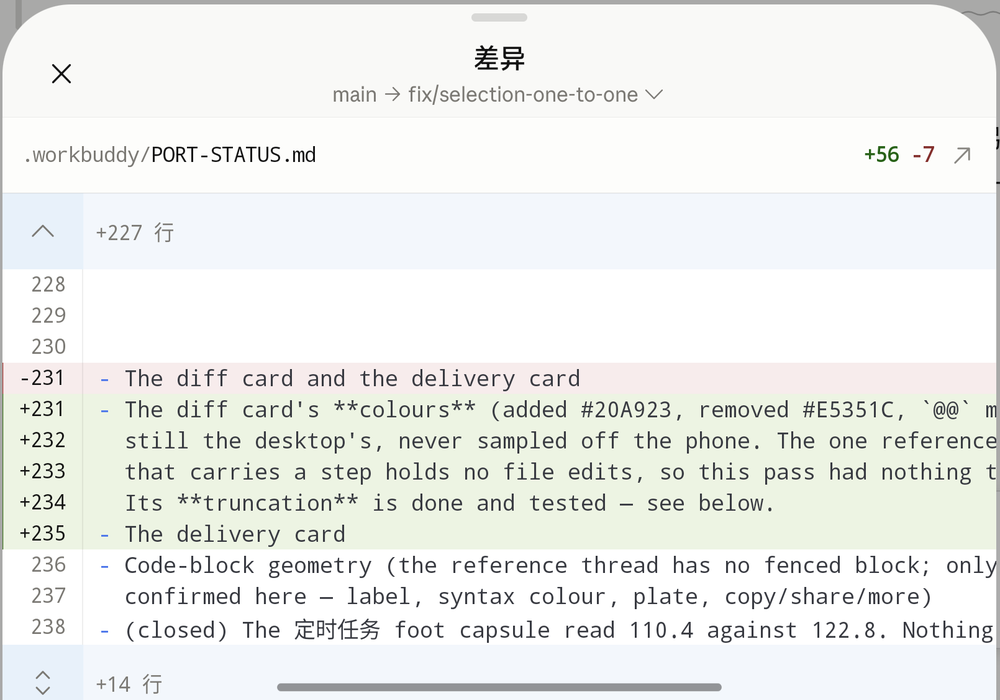 差异
main → fix/selection-one-to-one
.workbuddy/PORT-STATUS.md +56 -7
+227 行
228
229
230
-231 - The diff card and the delivery card
+231 - The diff card's **colours** (added #20A923, removed #E5351C, `@@` m
+232 still the desktop's, never sampled off the phone. The one reference
+233 that carries a step holds no file edits, so this pass had nothing t
+234 Its **truncation** is done and tested — see below.
+235 - The delivery card
236 - Code-block geometry (the reference thread has no fenced block; only
237 confirmed here — label, syntax colour, plate, copy/share/more)
238 - (closed) The 定时任务 foot capsule read 110.4 against 122.8. Nothing
+14 行